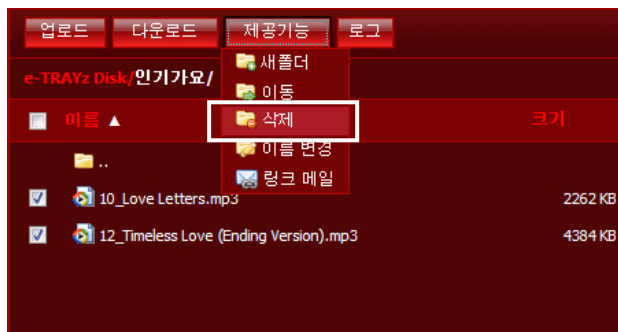 업로드 다운로드 제공기능 로그
새폴더
e-TRAYz Disk/인기가요/
이동
이름 ▲ 삭제 크기
이름 변경
..
링크 메일
10_Love Letters.mp3 2262 KB
12_Timeless Love (Ending Version).mp3 4384 KB